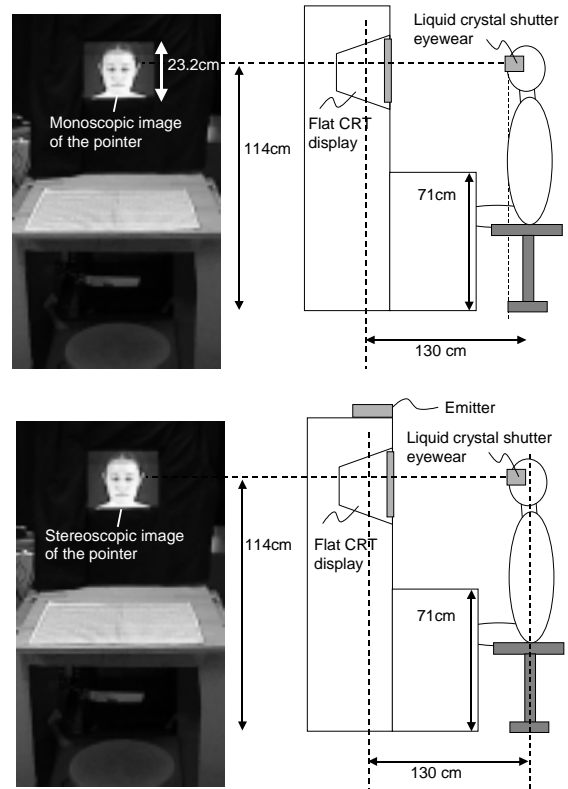 Liquid crystal shutter
eyewear
23.2cm
Monoscopic image
of the pointer
Flat CRT
display
114cm
71cm
130 cm
Emitter
Liquid crystal shutter
eyewear
Stereoscopic image
of the pointer
114cm
Flat CRT
display
71cm
130 cm